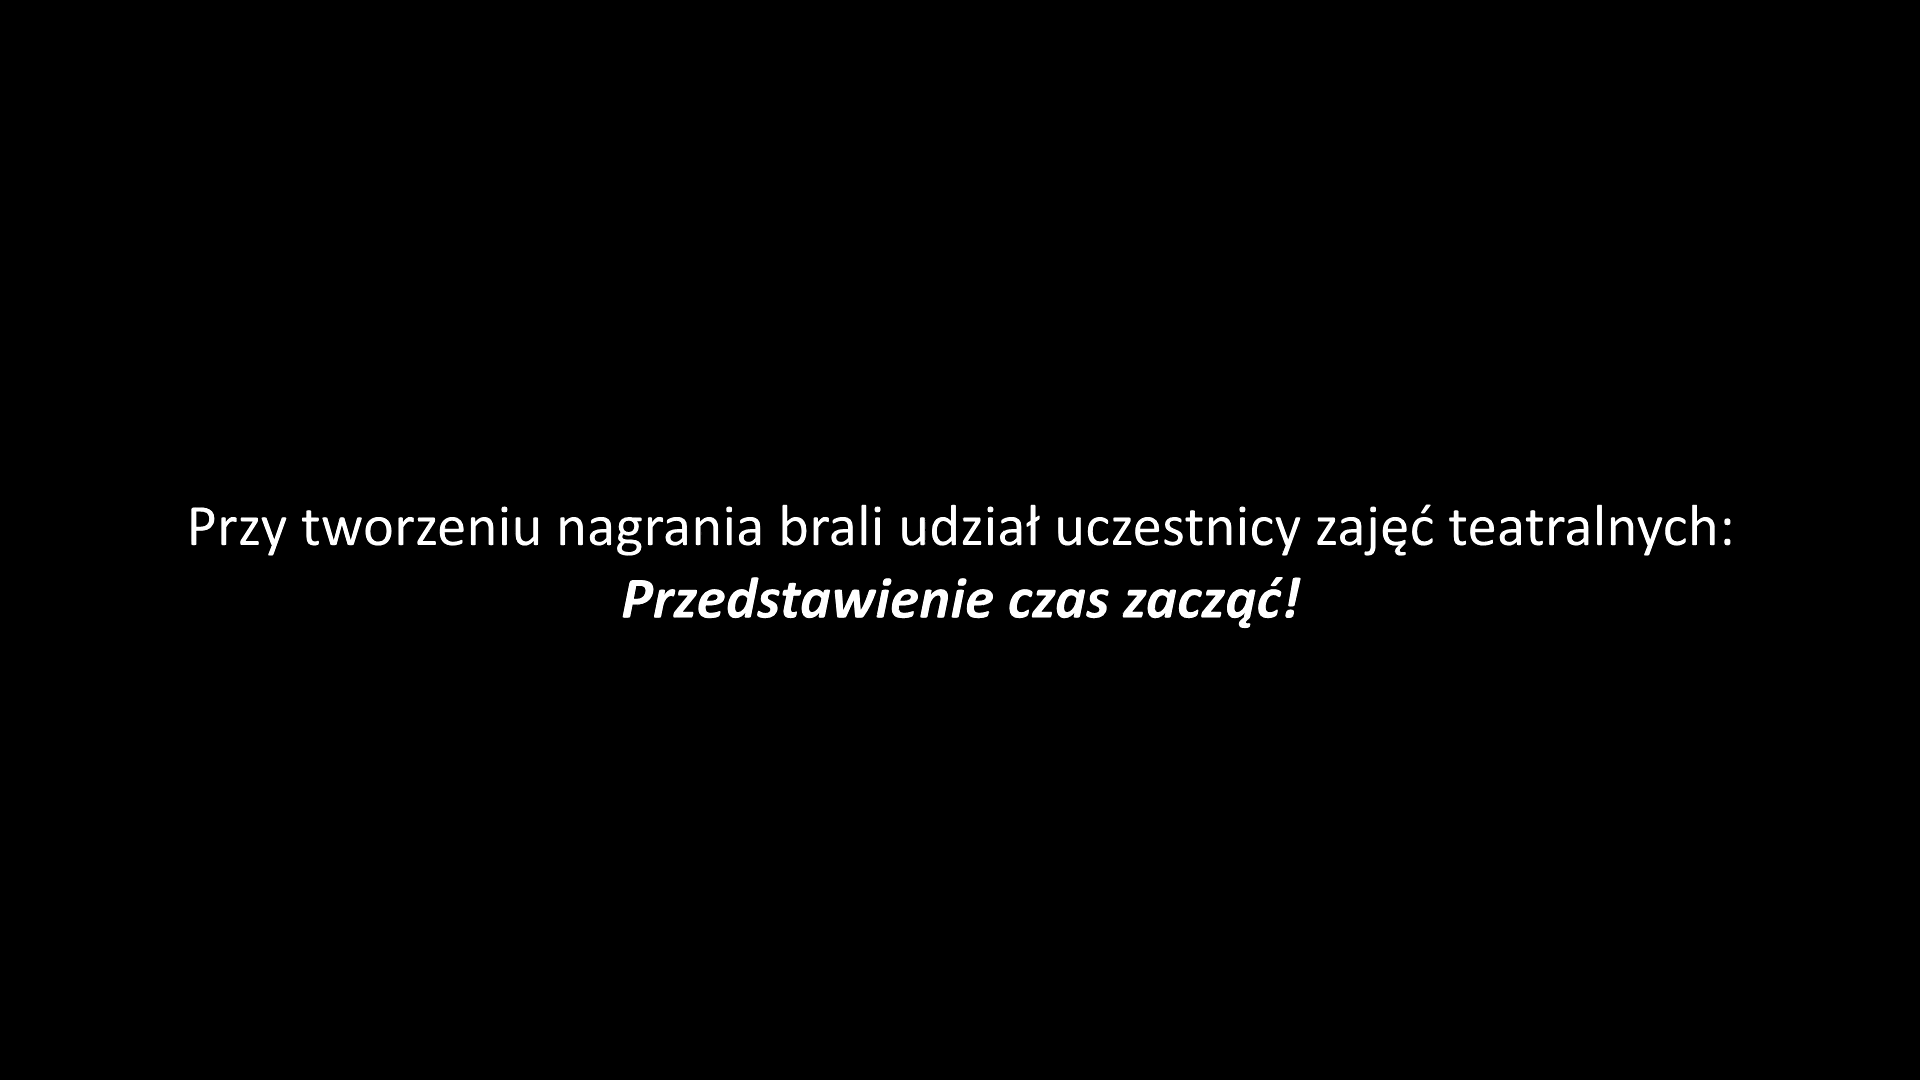 Przy tworzeniu nagrania brali udział uczestnicy zajęć teatralnych:
Przedstawienie czas zacząć!